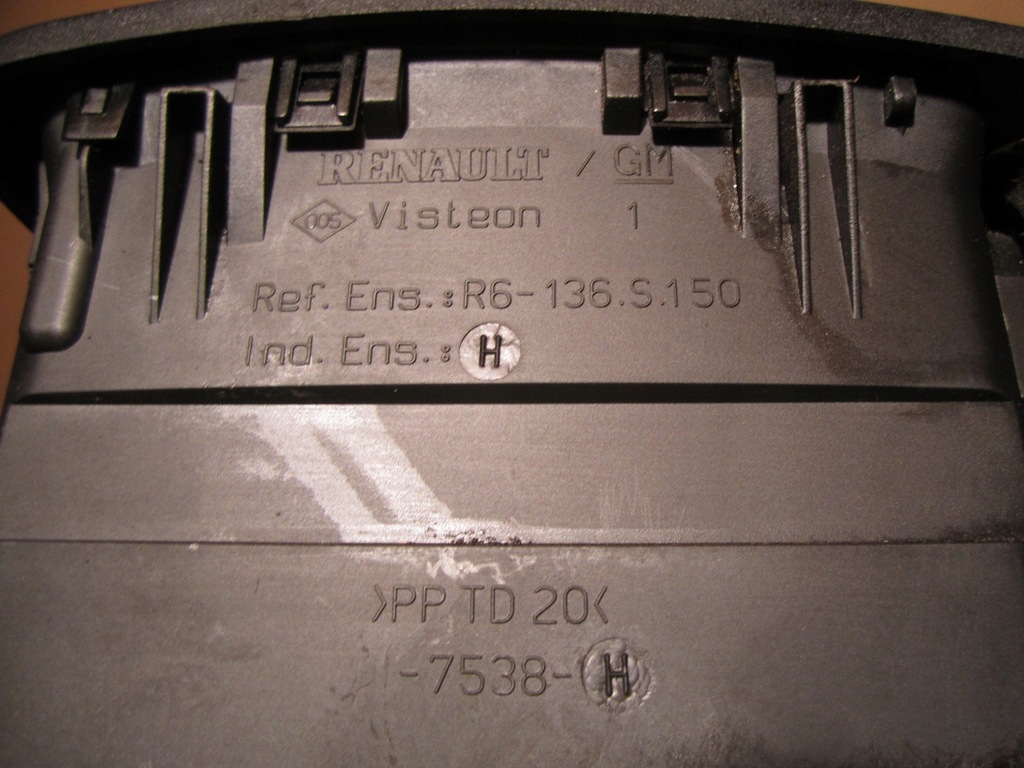 RENAULT / GM
005 Visteon 1
Ref. Ens.: R6-136.S.150
Ind. Ens.: H
>PP TD 20<
-7538-H